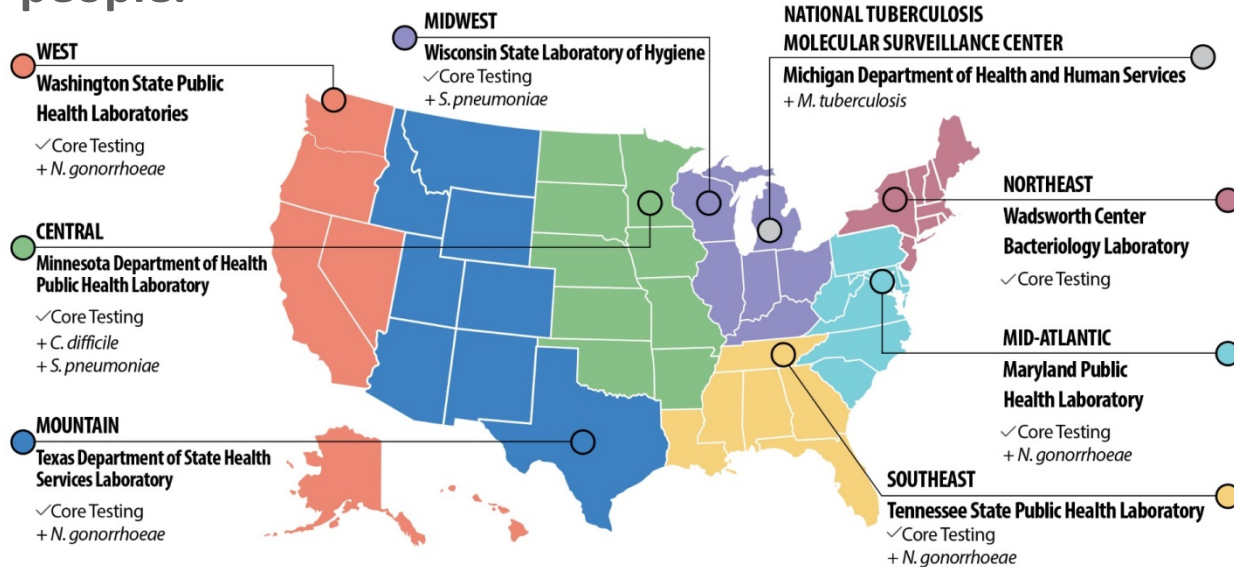 people.
WEST
Washington State Public
Health Laboratories
✓Core Testing
+ N. gonorrhoeae
CENTRAL
Minnesota Department of Health
Public Health Laboratory
✓Core Testing
+ C. difficile
+ S. pneumoniae
MOUNTAIN
Texas Department of State Health
Services Laboratory
✓Core Testing
+ N. gonorrhoeae
MIDWEST
Wisconsin State Laboratory of Hygiene
✓Core Testing
+ S. pneumoniae
NATIONAL TUBERCULOSIS
MOLECULAR SURVEILLANCE CENTER
Michigan Department of Health and Human Services
+ M. tuberculosis
NORTHEAST
Wadsworth Center
Bacteriology Laboratory
✓Core Testing
MID-ATLANTIC
Maryland Public
Health Laboratory
✓Core Testing
+ N. gonorrhoeae
SOUTHEAST
Tennessee State Public Health Laboratory
✓Core Testing
+ N. gonorrhoeae